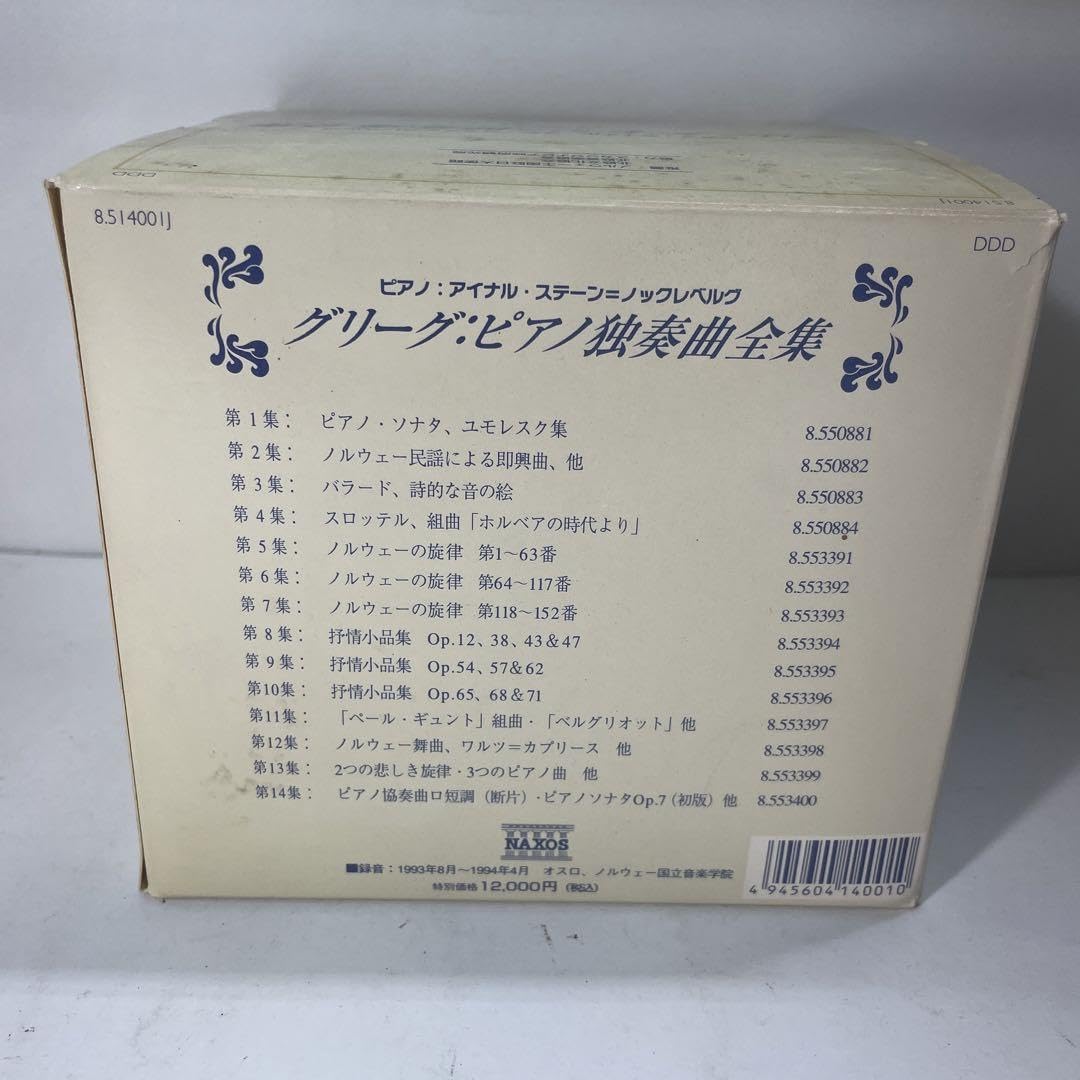 DDD
8.514001J
8.514001J
DDD
ピアノ：アイナル・ステーン＝ノックレベルグ
グリーグ：ピアノ独奏曲全集
第1集： ピアノ・ソナタ、ユモレスク集 8.550881
第2集： ノルウェー民謡による即興曲、他 8.550882
第3集： バラード、詩的な音の絵 8.550883
第4集： スロッテル、組曲「ホルベアの時代より」 8.550884
第5集： ノルウェーの旋律 第1〜63番 8.553391
第6集： ノルウェーの旋律 第64〜117番 8.553392
第7集： ノルウェーの旋律 第118〜152番 8.553393
第8集： 抒情小品集 Op.12、38、43＆47 8.553394
第9集： 抒情小品集 Op.54、57＆62 8.553395
第10集： 抒情小品集 Op.65、68＆71 8.553396
第11集： 「ペール・ギュント」組曲・「ベルグリオット」他 8.553397
第12集： ノルウェー舞曲、ワルツ＝カプリース 他 8.553398
第13集： 2つの悲しき旋律・3つのピアノ曲 他 8.553399
第14集： ピアノ協奏曲ロ短調（断片）・ピアノソナタOp.7（初版）他 8.553400
NAXOS
■録音：1993年8月〜1994年4月 オスロ、ノルウェー国立音楽学院
特別価格12,000円（税込）
4 945604 140010